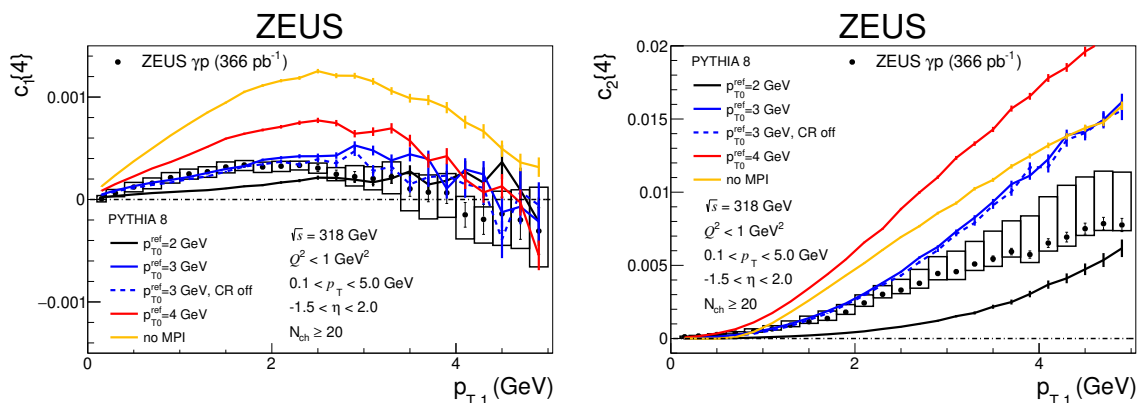 ZEUS
c₁{4}
ZEUS γp (366 pb⁻¹)
0.001
0
−0.001
PYTHIA 8
p_T0^ref=2 GeV
p_T0^ref=3 GeV
p_T0^ref=3 GeV, CR off
p_T0^ref=4 GeV
no MPI
√s = 318 GeV
Q² < 1 GeV²
0.1 < p_T < 5.0 GeV
-1.5 < η < 2.0
N_ch ≥ 20
0 2 4
p_T,1 (GeV)
ZEUS
c₂{4}
0.02
0.015
0.01
0.005
0
PYTHIA 8
ZEUS γp (366 pb⁻¹)
p_T0^ref=2 GeV
p_T0^ref=3 GeV
p_T0^ref=3 GeV, CR off
p_T0^ref=4 GeV
no MPI
√s = 318 GeV
Q² < 1 GeV²
0.1 < p_T < 5.0 GeV
-1.5 < η < 2.0
N_ch ≥ 20
0 2 4
p_T,1 (GeV)